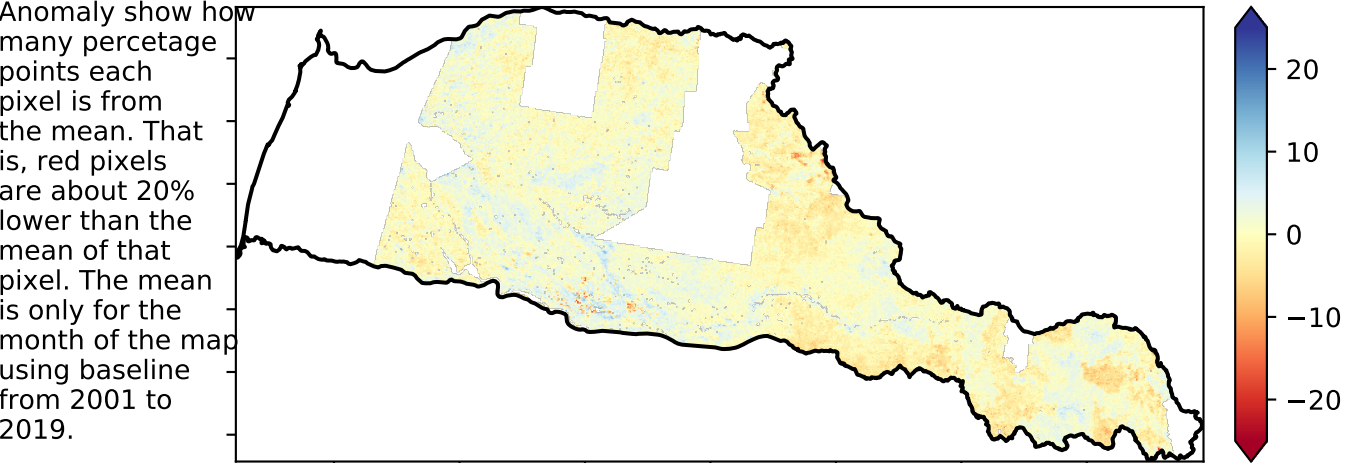 Anomaly show how
many percetage
points each
pixel is from
the mean. That
is, red pixels
are about 20%
lower than the
mean of that
pixel. The mean
is only for the
month of the map
using baseline
from 2001 to
2019.
20
10
0
−10
−20